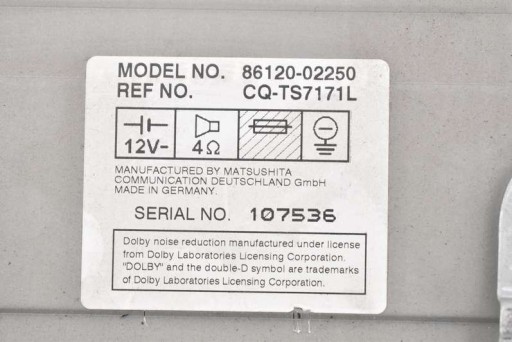 MODEL NO. 86120-02250
REF NO. CQ-TS7171L
12V- 4Ω
MANUFACTURED BY MATSUSHITA
COMMUNICATION DEUTSCHLAND GmbH
MADE IN GERMANY.
SERIAL NO. 107536
Dolby noise reduction manufactured under license
from Dolby Laboratories Licensing Corporation.
"DOLBY" and the double-D symbol are trademarks
of Dolby Laboratories Licensing Corporation.